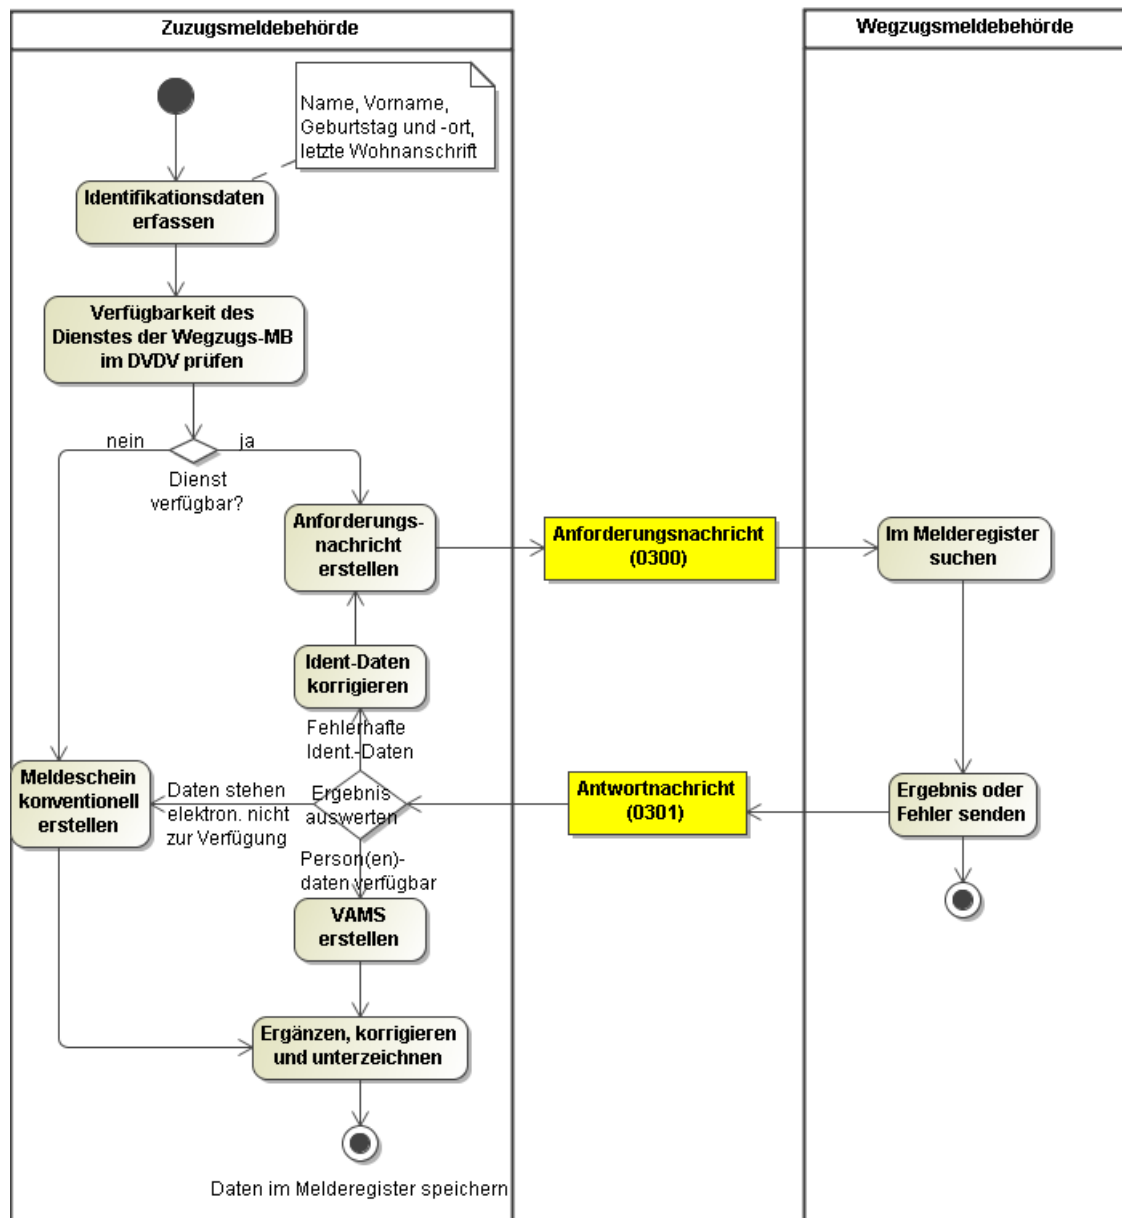 Zuzugsmeldebehörde
Wegzugsmeldebehörde
Name, Vorname,
Geburtstag und -ort,
letzte Wohnanschrift
Identifikationsdaten
erfassen
Verfügbarkeit des
Dienstes der Wegzugs-MB
im DVDV prüfen
nein
ja
Dienst
verfügbar?
Anforderungs-
nachricht
erstellen
Anforderungsnachricht
(0300)
Im Melderegister
suchen
Ident-Daten
korrigieren
Fehlerhafte
Ident.-Daten
Meldeschein
konventionell
erstellen
Daten stehen
elektron. nicht
zur Verfügung
Ergebnis
auswerten
Antwortnachricht
(0301)
Ergebnis oder
Fehler senden
Person(en)-
daten verfügbar
VAMS
erstellen
Ergänzen, korrigieren
und unterzeichnen
Daten im Melderegister speichern